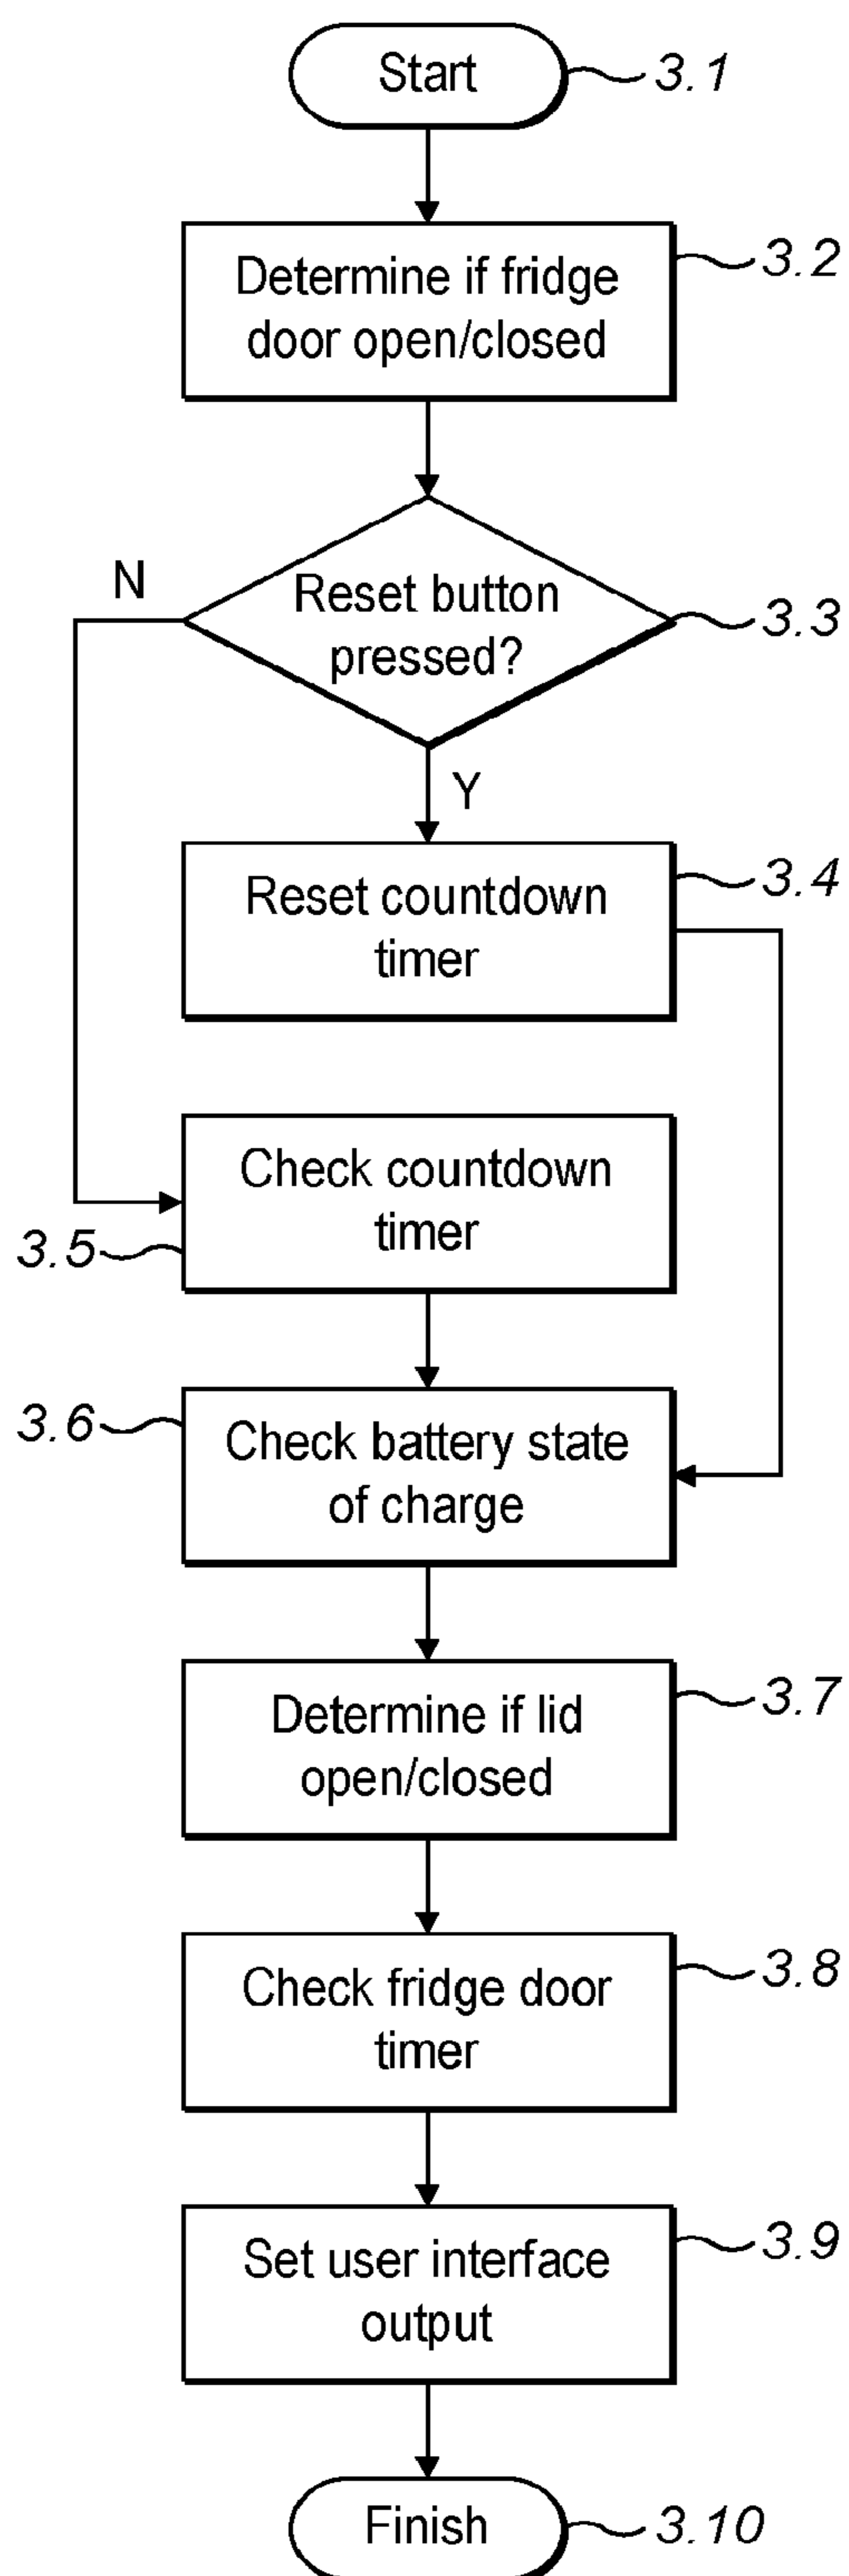 Start
3.1
Determine if fridge
door open/closed
3.2
N
Reset button
pressed?
3.3
Y
Reset countdown
timer
3.4
Check countdown
timer
3.5
3.6
Check battery state
of charge
Determine if lid
open/closed
3.7
Check fridge door
timer
3.8
Set user interface
output
3.9
Finish
3.10